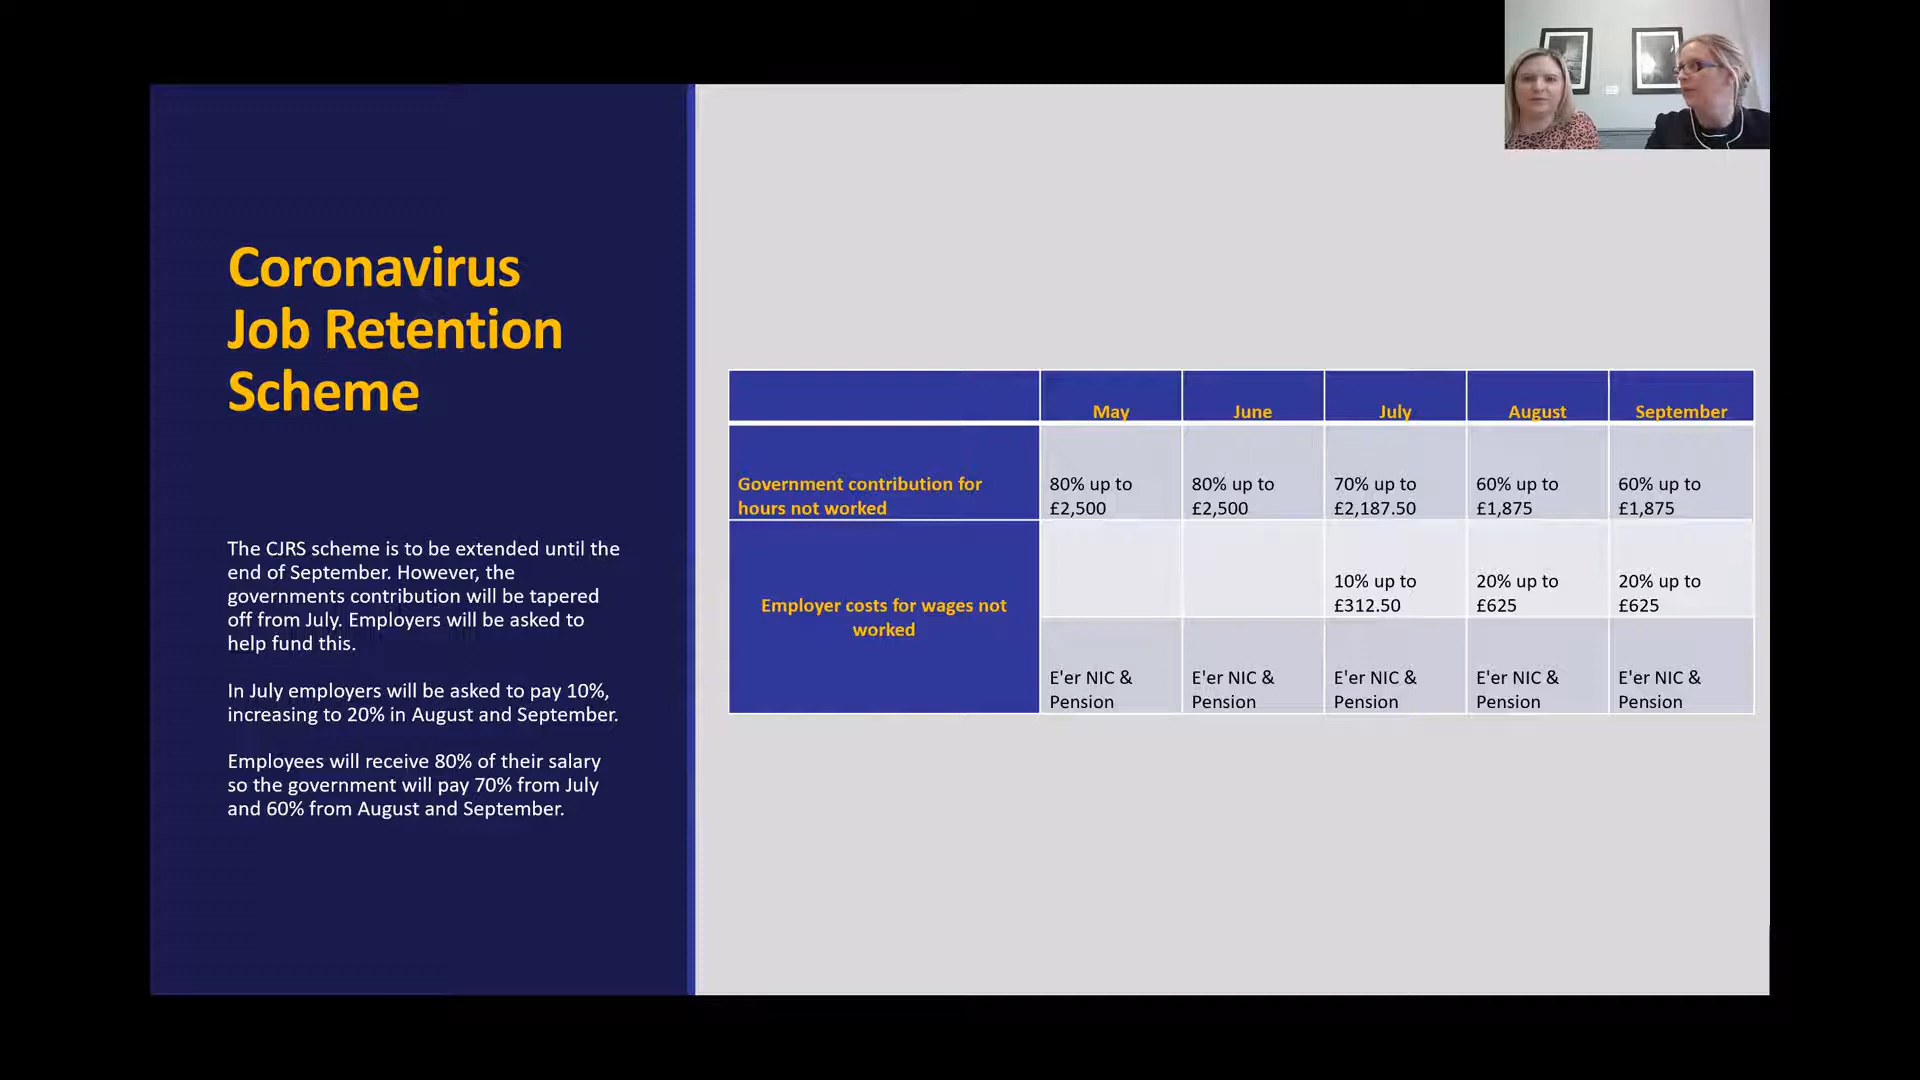 Coronavirus
Job Retention
Scheme
The CJRS scheme is to be extended until the
end of September. However, the
governments contribution will be tapered
off from July. Employers will be asked to
help fund this.
In July employers will be asked to pay 10%,
increasing to 20% in August and September.
Employees will receive 80% of their salary
so the government will pay 70% from July
and 60% from August and September.
May June July August September
Government contribution for
hours not worked
80% up to
£2,500
80% up to
£2,500
70% up to
£2,187.50
60% up to
£1,875
60% up to
£1,875
Employer costs for wages not
worked
10% up to
£312.50
20% up to
£625
20% up to
£625
E'er NIC &
Pension
E'er NIC &
Pension
E'er NIC &
Pension
E'er NIC &
Pension
E'er NIC &
Pension